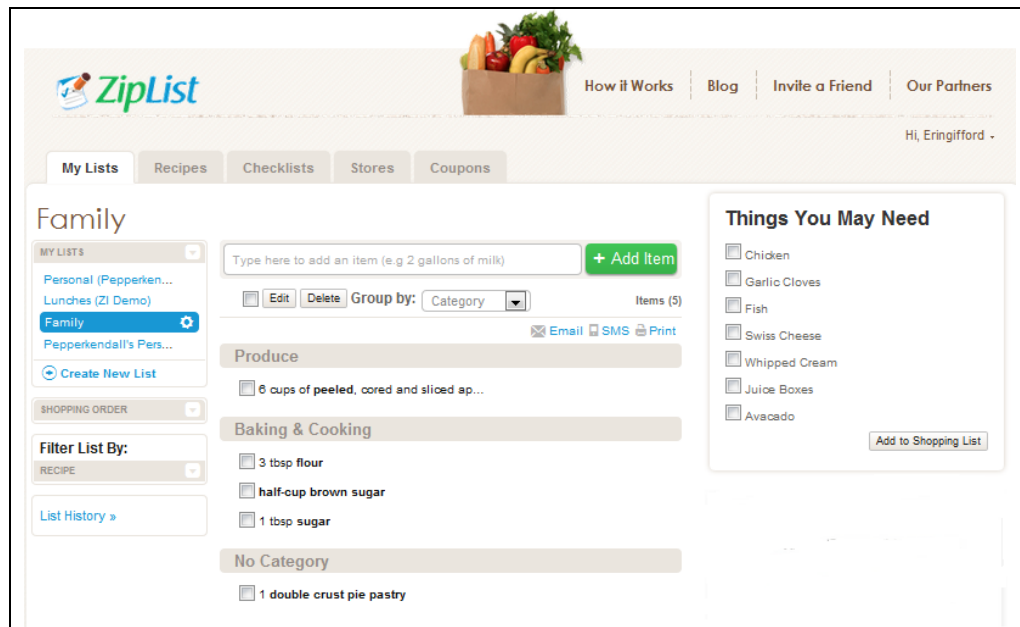 ZipList
How it Works
Blog
Invite a Friend
Our Partners
Hi, Eringifford
My Lists
Recipes
Checklists
Stores
Coupons
Family
MY LISTS
Personal (Pepperken...
Lunches (ZI Demo)
Family
Pepperkendall's Pers...
Create New List
SHOPPING ORDER
Filter List By:
RECIPE
List History »
Type here to add an item (e.g 2 gallons of milk)
+ Add Item
Edit
Delete
Group by:
Category
Items (5)
Email
SMS
Print
Produce
6 cups of peeled, cored and sliced ap...
Baking & Cooking
3 tbsp flour
half-cup brown sugar
1 tbsp sugar
No Category
1 double crust pie pastry
Things You May Need
Chicken
Garlic Cloves
Fish
Swiss Cheese
Whipped Cream
Juice Boxes
Avacado
Add to Shopping List